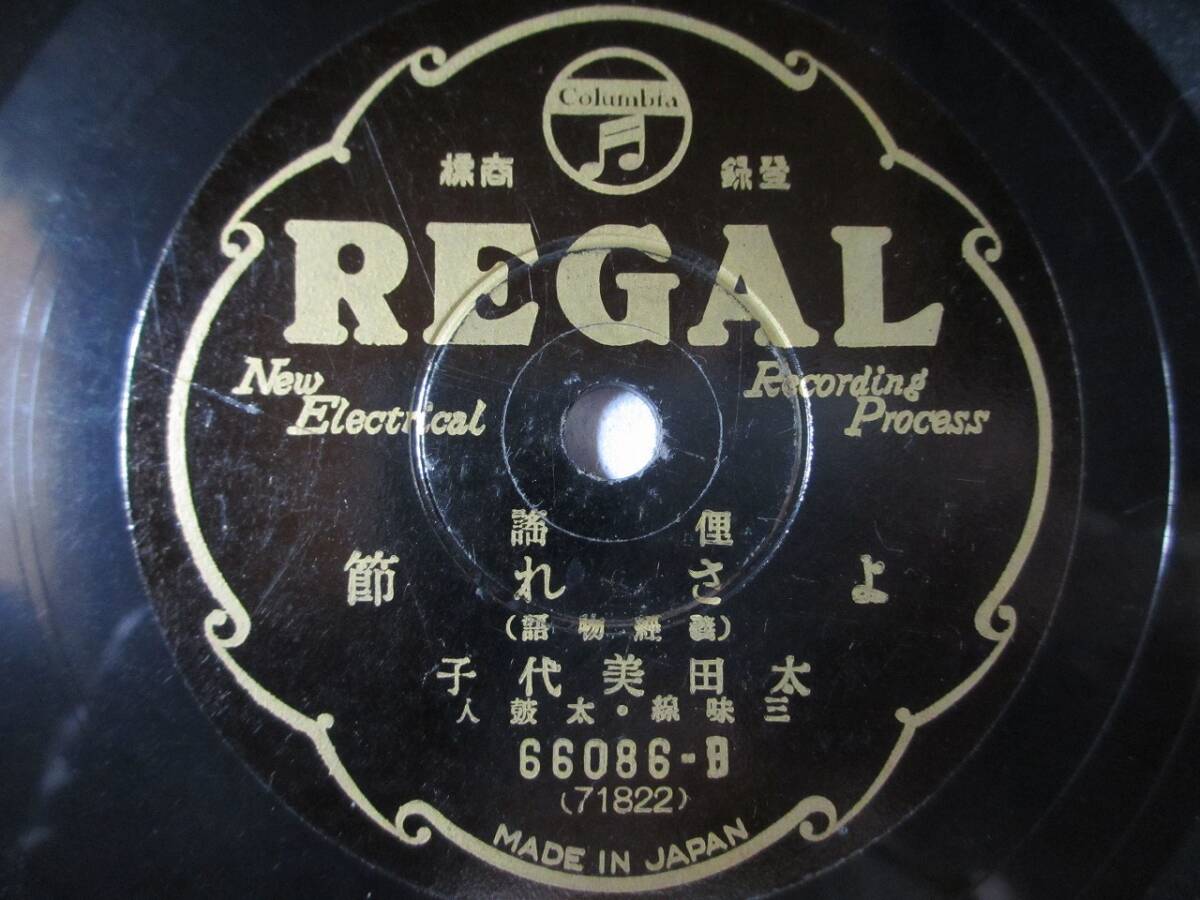 Columbia
標商 録登
REGAL
New Electrical Recording Process
謡俚
節れさよ
(語物經義)
子代美田太
人鼓太・線味三
66086-B
(71822)
MADE IN JAPAN